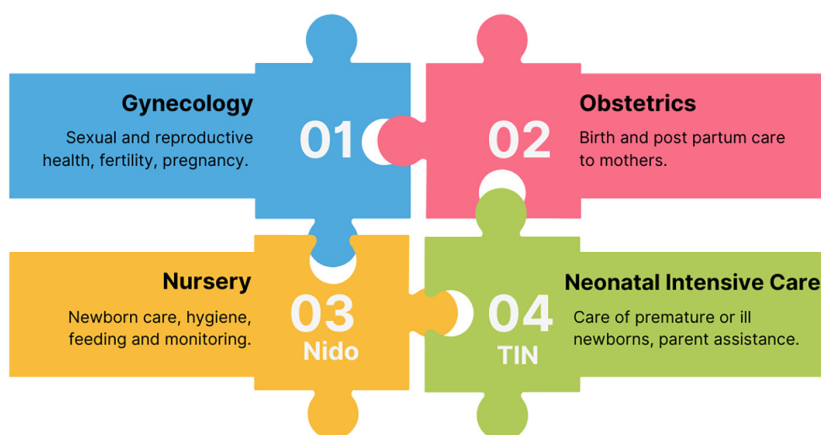 Gynecology
Sexual and reproductive
health, fertility, pregnancy.
01
02
Obstetrics
Birth and post partum care
to mothers.
Nursery
Newborn care, hygiene,
feeding and monitoring.
03
Nido
04
TIN
Neonatal Intensive Care
Care of premature or ill
newborns, parent assistance.